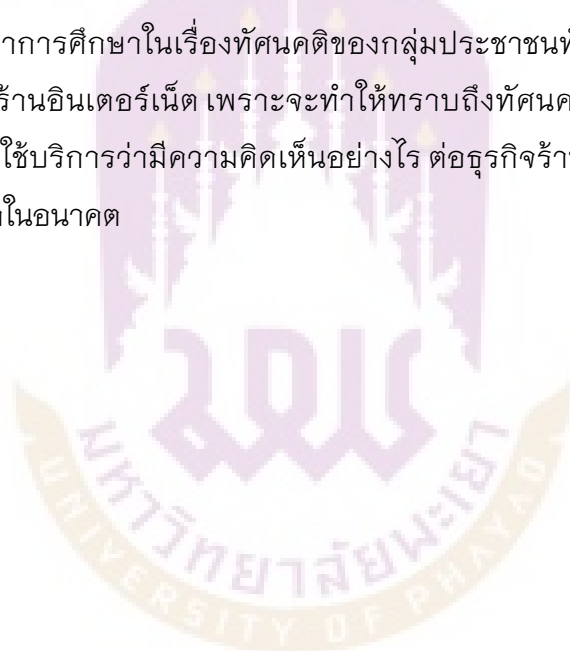 าการศึกษาในเรื่องทัศนคติของกลุ่มประชาชนทั
ร้านอินเตอร์เน็ต เพราะจะทำให้ทราบถึงทัศนค
ใช้บริการว่ามีความคิดเห็นอย่างไร ต่อธุรกิจร้า
ในอนาคต
มหาวิทยาลัยพะเยา
UNIVERSITY OF PHAYAO